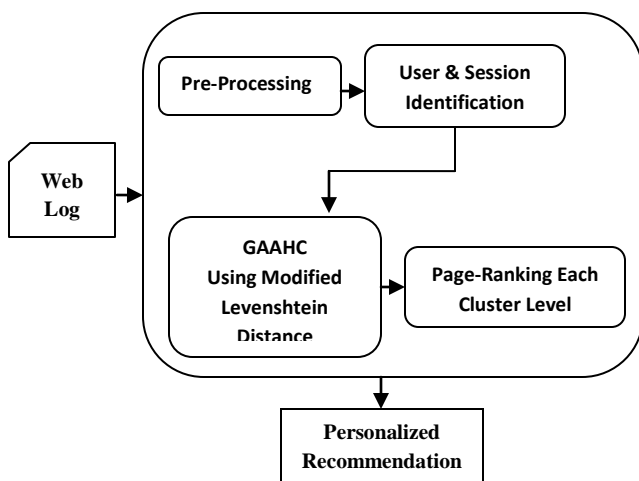 Pre-Processing
User & Session
Identification
Web
Log
GAAHC
Using Modified
Levenshtein
Distance
Page-Ranking Each
Cluster Level
Personalized
Recommendation